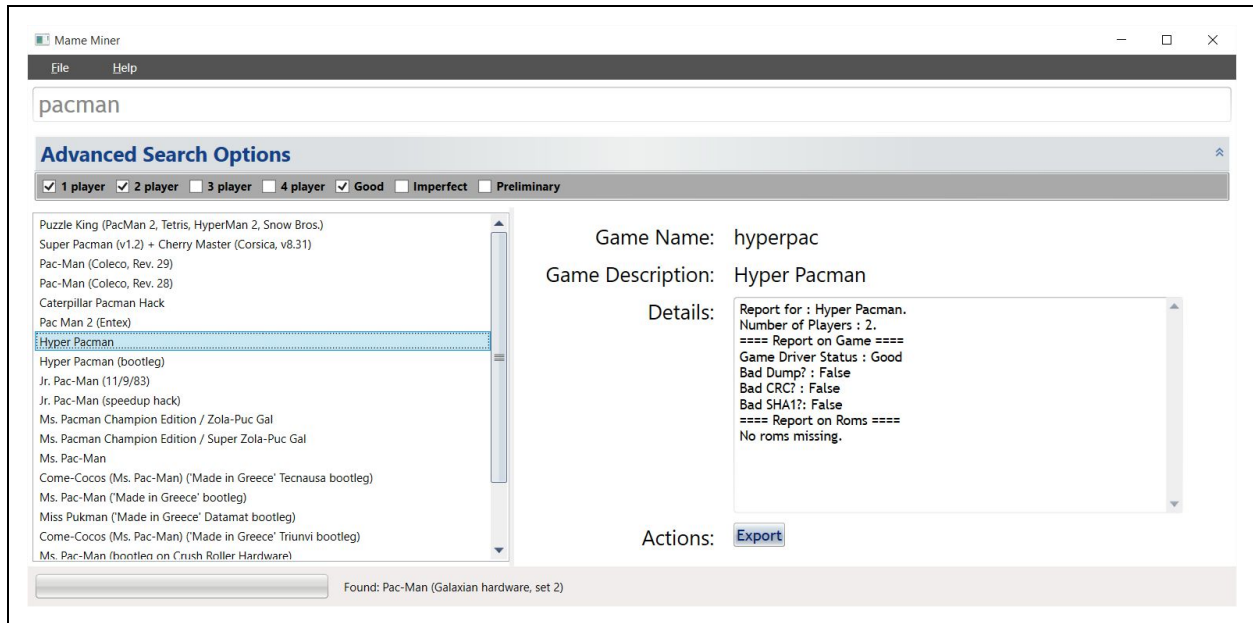 Mame Miner
File Help
pacman
Advanced Search Options
1 player 2 player 3 player 4 player Good Imperfect Preliminary
Puzzle King (PacMan 2, Tetris, HyperMan 2, Snow Bros.)
Super Pacman (v1.2) + Cherry Master (Corsica, v8.31)
Pac-Man (Coleco, Rev. 29)
Pac-Man (Coleco, Rev. 28)
Caterpillar Pacman Hack
Pac Man 2 (Entex)
Hyper Pacman
Hyper Pacman (bootleg)
Jr. Pac-Man (11/9/83)
Jr. Pac-Man (speedup hack)
Ms. Pacman Champion Edition / Zola-Puc Gal
Ms. Pacman Champion Edition / Super Zola-Puc Gal
Ms. Pac-Man
Come-Cocos (Ms. Pac-Man) ('Made in Greece' Tecnausa bootleg)
Ms. Pac-Man ('Made in Greece' bootleg)
Miss Pukman ('Made in Greece' Datamat bootleg)
Come-Cocos (Ms. Pac-Man) ('Made in Greece' Triunvi bootleg)
Ms. Pac-Man (bootleg on Crush Roller Hardware)
Game Name: hyperpac
Game Description: Hyper Pacman
Details:
Report for : Hyper Pacman.
Number of Players : 2.
==== Report on Game ====
Game Driver Status : Good
Bad Dump? : False
Bad CRC? : False
Bad SHA1?: False
==== Report on Roms ====
No roms missing.
Actions: Export
Found: Pac-Man (Galaxian hardware, set 2)